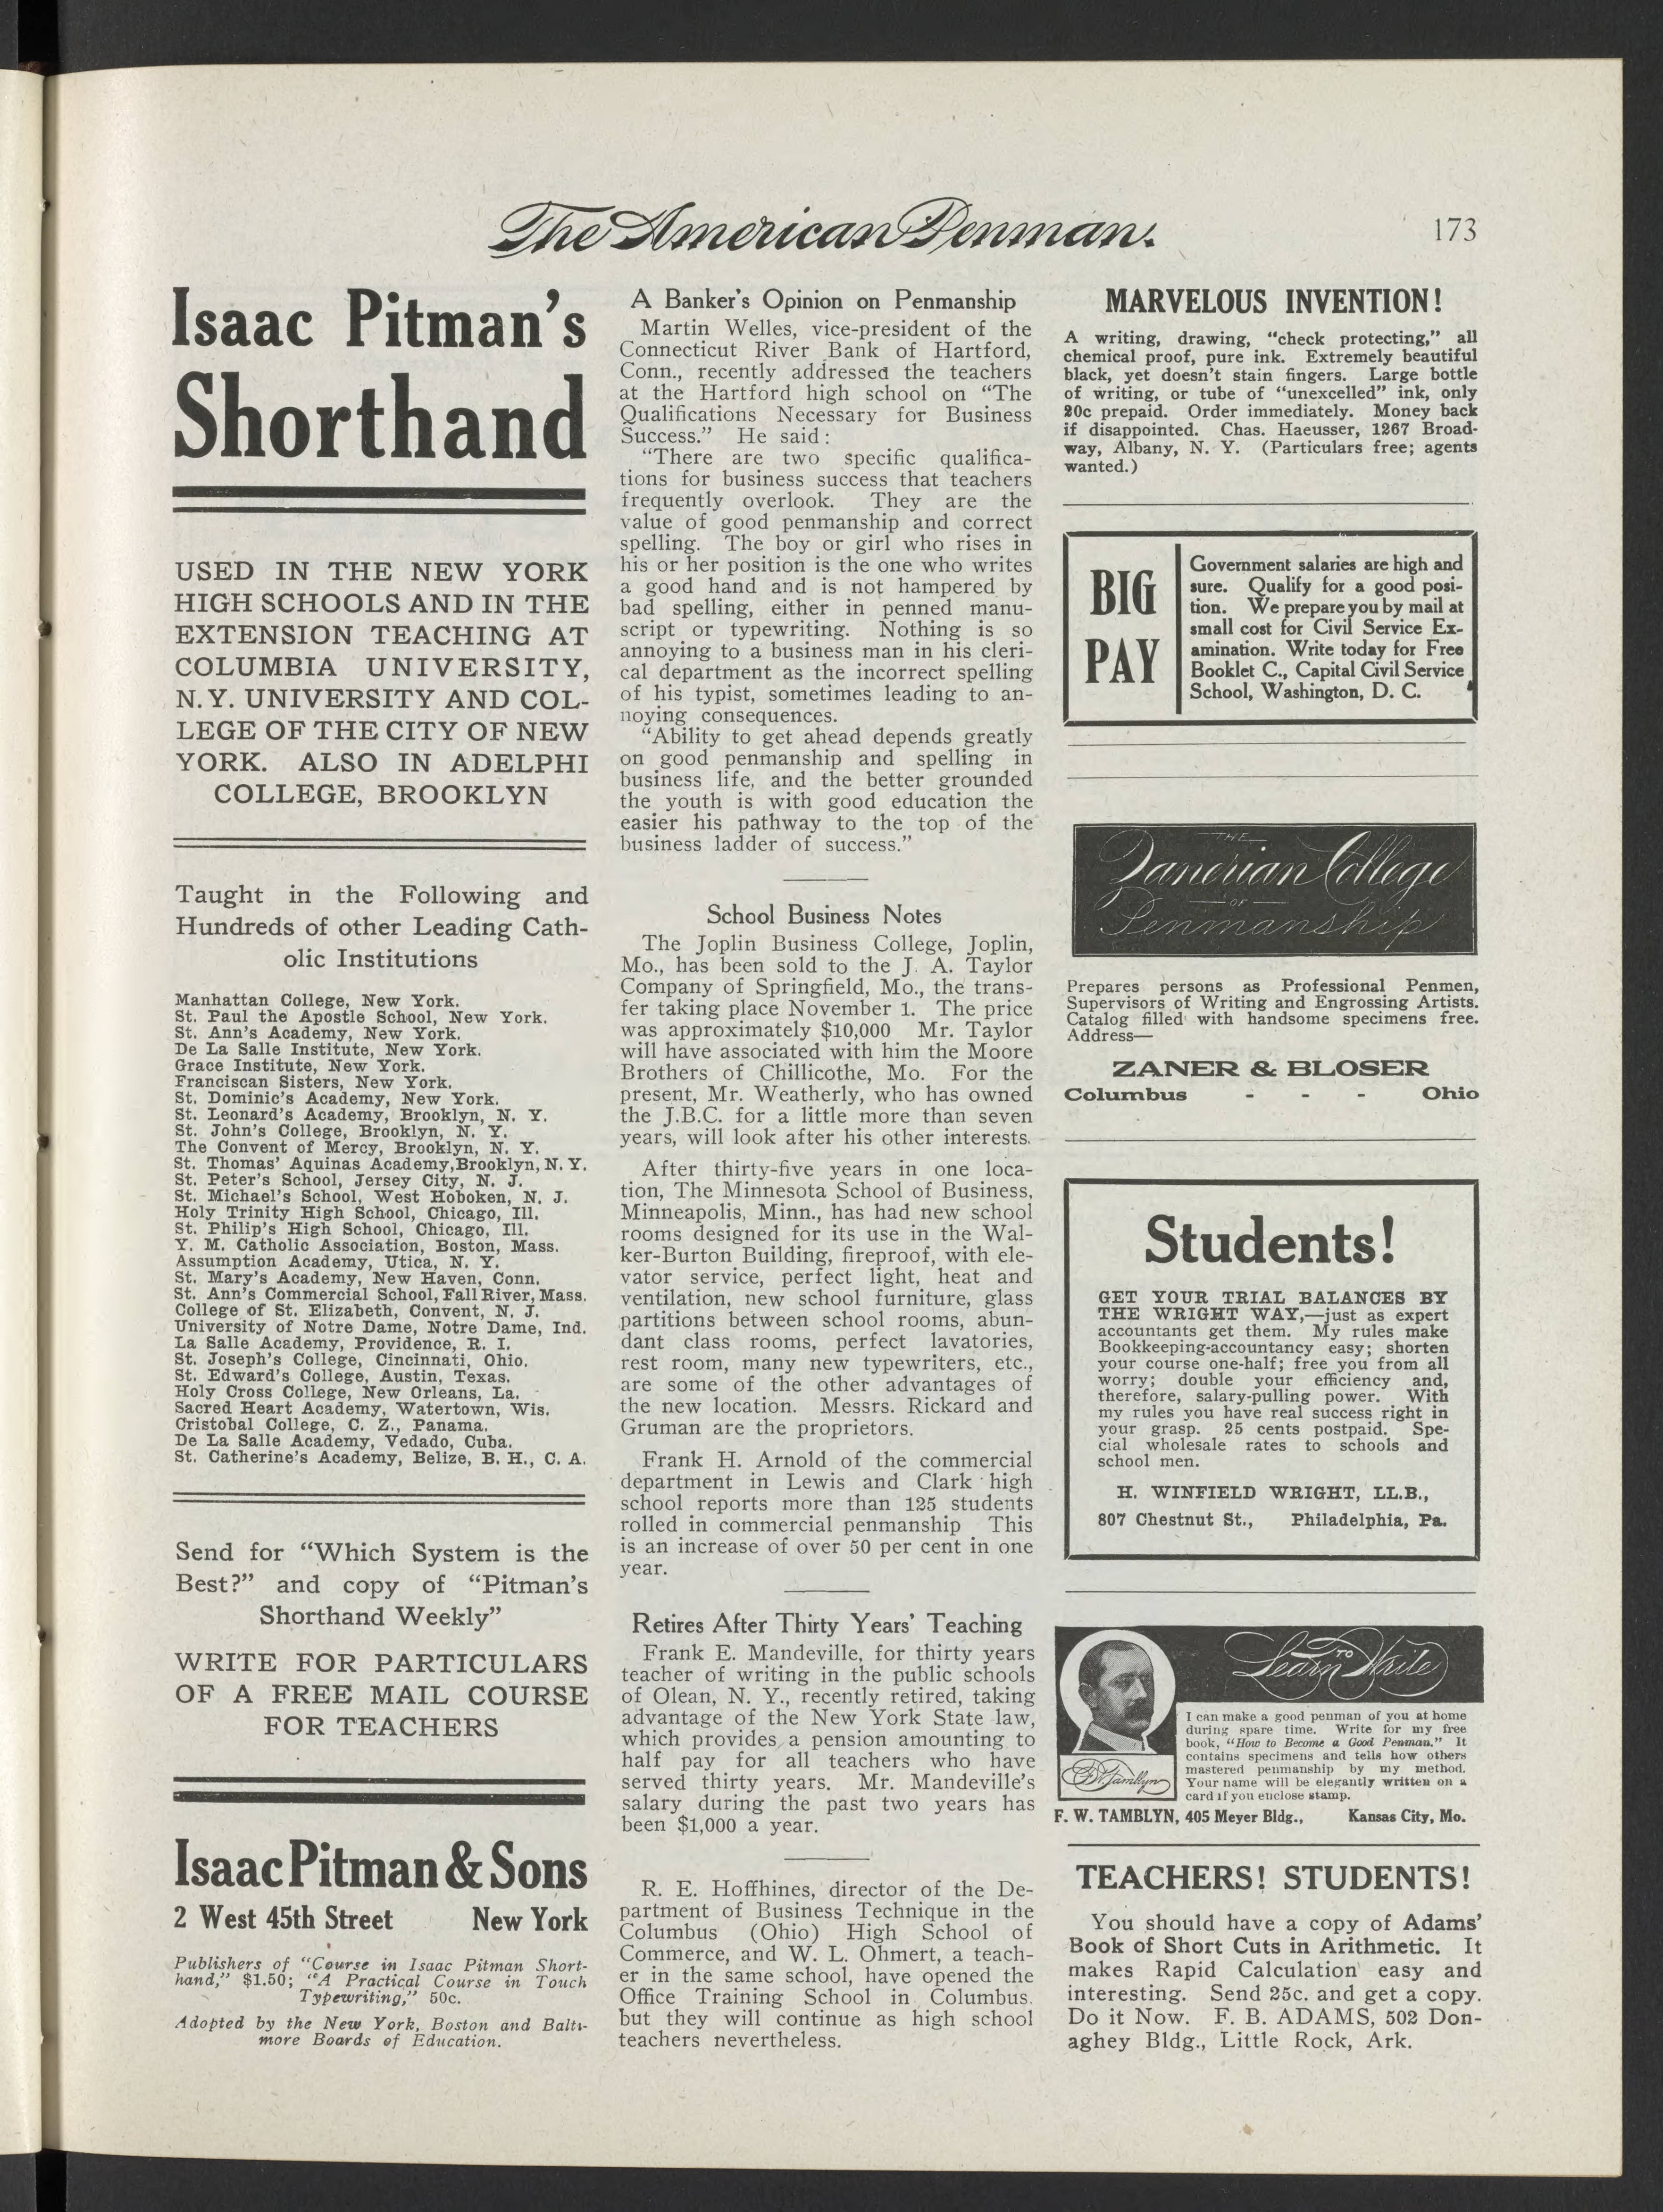 The American Penman.
173
Isaac Pitman's
Shorthand
USED IN THE NEW YORK
HIGH SCHOOLS AND IN THE
EXTENSION TEACHING AT
COLUMBIA UNIVERSITY,
N. Y. UNIVERSITY AND COL-
LEGE OF THE CITY OF NEW
YORK. ALSO IN ADELPHI
COLLEGE, BROOKLYN
Taught in the Following and
Hundreds of other Leading Cath-
olic Institutions
Manhattan College, New York.
St. Paul the Apostle School, New York.
St. Ann's Academy, New York.
De La Salle Institute, New York.
Grace Institute, New York.
Franciscan Sisters, New York.
St. Dominic's Academy, New York.
St. Leonard's Academy, Brooklyn, N. Y.
St. John's College, Brooklyn, N. Y.
The Convent of Mercy, Brooklyn, N. Y.
St. Thomas' Aquinas Academy, Brooklyn, N. Y.
St. Peter's School, Jersey City, N. J.
St. Michael's School, West Hoboken, N. J.
Holy Trinity High School, Chicago, Ill.
St. Philip's High School, Chicago, Ill.
Y. M. Catholic Association, Boston, Mass.
Assumption Academy, Utica, N. Y.
St. Mary's Academy, New Haven, Conn.
St. Ann's Commercial School, Fall River, Mass.
College of St. Elizabeth, Convent, N. J.
University of Notre Dame, Notre Dame, Ind.
La Salle Academy, Providence, R. I.
St. Joseph's College, Cincinnati, Ohio.
St. Edward's College, Austin, Texas.
Holy Cross College, New Orleans, La.
Sacred Heart Academy, Watertown, Wis.
Cristobal College, C. Z., Panama.
De La Salle Academy, Vedado, Cuba.
St. Catherine's Academy, Belize, B. H., C. A.
Send for "Which System is the
Best?" and copy of "Pitman's
Shorthand Weekly"
WRITE FOR PARTICULARS
OF A FREE MAIL COURSE
FOR TEACHERS
Isaac Pitman & Sons
2 West 45th Street New York
Publishers of "Course in Isaac Pitman Short-
hand," $1.50; "A Practical Course in Touch
Typewriting," 50c.
Adopted by the New York, Boston and Balti-
more Boards of Education.
A Banker's Opinion on Penmanship
Martin Welles, vice-president of the
Connecticut River Bank of Hartford,
Conn., recently addressed the teachers
at the Hartford high school on "The
Qualifications Necessary for Business
Success." He said:
"There are two specific qualifica-
tions for business success that teachers
frequently overlook. They are the
value of good penmanship and correct
spelling. The boy or girl who rises in
his or her position is the one who writes
a good hand and is not hampered by
bad spelling, either in penned manu-
script or typewriting. Nothing is so
annoying to a business man in his cleri-
cal department as the incorrect spelling
of his typist, sometimes leading to an-
noying consequences.
"Ability to get ahead depends greatly
on good penmanship and spelling in
business life, and the better grounded
the youth is with good education the
easier his pathway to the top of the
business ladder of success."
School Business Notes
The Joplin Business College, Joplin,
Mo., has been sold to the J. A. Taylor
Company of Springfield, Mo., the trans-
fer taking place November 1. The price
was approximately $10,000 Mr. Taylor
will have associated with him the Moore
Brothers of Chillicothe, Mo. For the
present, Mr. Weatherly, who has owned
the J.B.C. for a little more than seven
years, will look after his other interests.
After thirty-five years in one loca-
tion, The Minnesota School of Business,
Minneapolis, Minn., has had new school
rooms designed for its use in the Wal-
ker-Burton Building, fireproof, with ele-
vator service, perfect light, heat and
ventilation, new school furniture, glass
partitions between school rooms, abun-
dant class rooms, perfect lavatories,
rest room, many new typewriters, etc.,
are some of the other advantages of
the new location. Messrs. Rickard and
Gruman are the proprietors.
Frank H. Arnold of the commercial
department in Lewis and Clark high
school reports more than 125 students
rolled in commercial penmanship This
is an increase of over 50 per cent in one
year.
Retires After Thirty Years' Teaching
Frank E. Mandeville, for thirty years
teacher of writing in the public schools
of Olean, N. Y., recently retired, taking
advantage of the New York State law,
which provides a pension amounting to
half pay for all teachers who have
served thirty years. Mr. Mandeville's
salary during the past two years has
been $1,000 a year.
R. E. Hoffhines, director of the De-
partment of Business Technique in the
Columbus (Ohio) High School of
Commerce, and W. L. Ohmert, a teach-
er in the same school, have opened the
Office Training School in Columbus.
but they will continue as high school
teachers nevertheless.
MARVELOUS INVENTION!
A writing, drawing, "check protecting," all
chemical proof, pure ink. Extremely beautiful
black, yet doesn't stain fingers. Large bottle
of writing, or tube of "unexcelled" ink, only
20c prepaid. Order immediately. Money back
if disappointed. Chas. Haeusser, 1267 Broad-
way, Albany, N. Y. (Particulars free; agents
wanted.)
BIG
PAY
Government salaries are high and
sure. Qualify for a good posi-
tion. We prepare you by mail at
small cost for Civil Service Ex-
amination. Write today for Free
Booklet C., Capital Civil Service
School, Washington, D. C.
THE
Zanerian College
OF
Penmanship
Prepares persons as Professional Penmen,
Supervisors of Writing and Engrossing Artists.
Catalog filled with handsome specimens free.
Address—
ZANER & BLOSER
Columbus - - - Ohio
Students!
GET YOUR TRIAL BALANCES BY
THE WRIGHT WAY,—just as expert
accountants get them. My rules make
Bookkeeping-accountancy easy; shorten
your course one-half; free you from all
worry; double your efficiency and,
therefore, salary-pulling power. With
my rules you have real success right in
your grasp. 25 cents postpaid. Spe-
cial wholesale rates to schools and
school men.
H. WINFIELD WRIGHT, LL.B.,
807 Chestnut St., Philadelphia, Pa.
Learn TO Write
I can make a good penman of you at home
during spare time. Write for my free
book, "How to Become a Good Penman." It
contains specimens and tells how others
mastered penmanship by my method.
Your name will be elegantly written on a
card if you enclose stamp.
F. W. Tamblyn
F. W. TAMBLYN, 405 Meyer Bldg., Kansas City, Mo.
TEACHERS! STUDENTS!
You should have a copy of Adams'
Book of Short Cuts in Arithmetic. It
makes Rapid Calculation easy and
interesting. Send 25c. and get a copy.
Do it Now. F. B. ADAMS, 502 Don-
aghey Bldg., Little Rock, Ark.